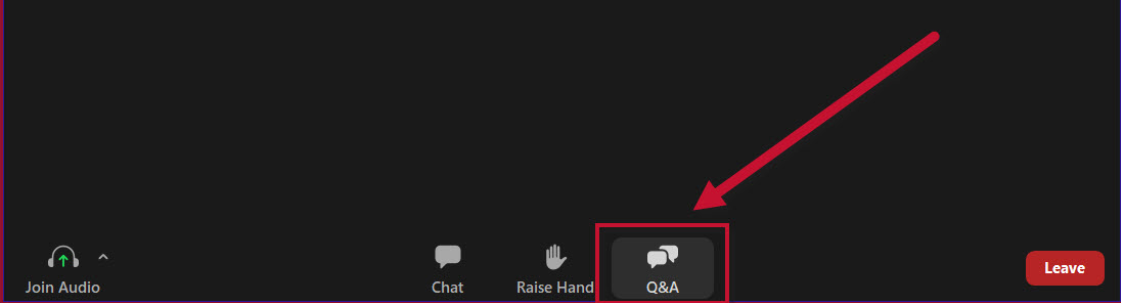 Join Audio
Chat
Raise Hand
Q&A
Leave